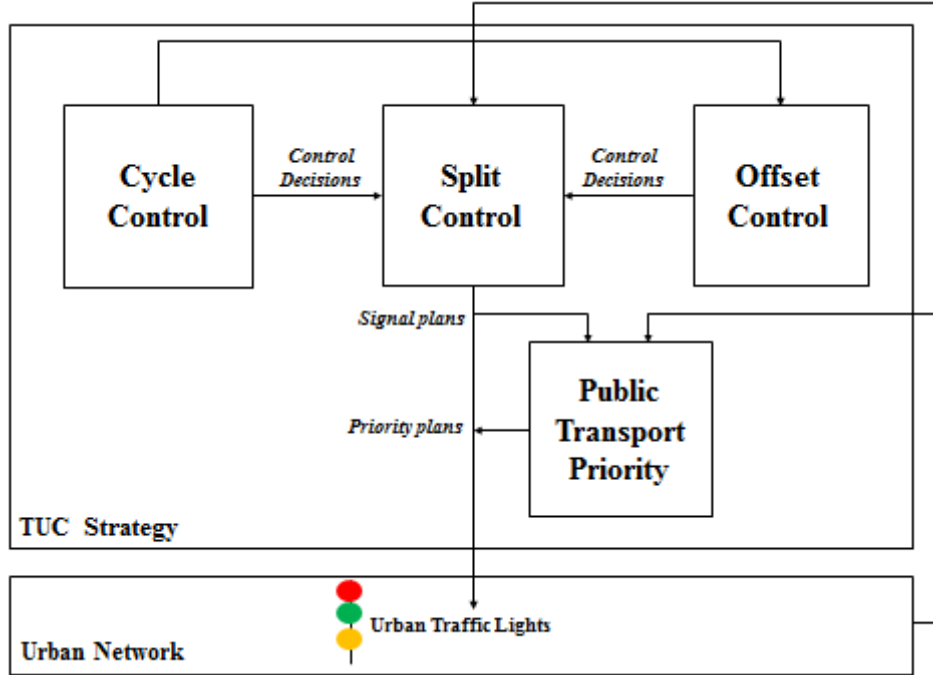 Cycle
Control
Control
Decisions
Split
Control
Control
Decisions
Offset
Control
Signal plans
Public
Transport
Priority
Priority plans
TUC Strategy
Urban Traffic Lights
Urban Network